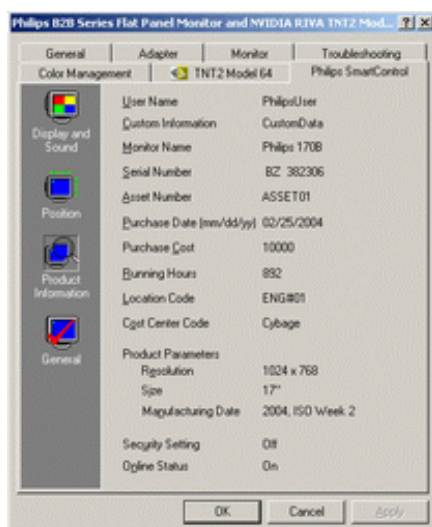 Philips B2B Series Flat Panel Monitor and NVIDIA RIVA TNT2 Mod...
General Adapter Monitor Troubleshooting
Color Management TNT2 Model 64 Philips SmartControl
Display and Sound
Position
Product Information
General
User Name PhilipsUser
Custom Information CustomData
Monitor Name Philips 170B
Serial Number BZ 382306
Asset Number ASSET01
Purchase Date (mm/dd/yy) 02/25/2004
Purchase Cost 10000
Running Hours 892
Location Code ENG#01
Cost Center Code Cybage
Product Parameters
Resolution 1024 x 768
Size 17"
Manufacturing Date 2004, ISO Week 2
Security Setting Off
Online Status On
OK Cancel Apply